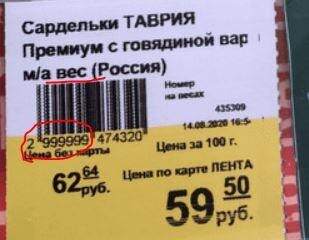 Сардельки ТАВРИЯ
Премиум с говядиной вар
м/а вес (Россия)
Номер
на весах
435309
14.08.2020 16:5
2 999999 474320
Цена без карты
Цена за 100 г.
62 64
руб.
Цена по карте ЛЕНТА
59 50
руб.